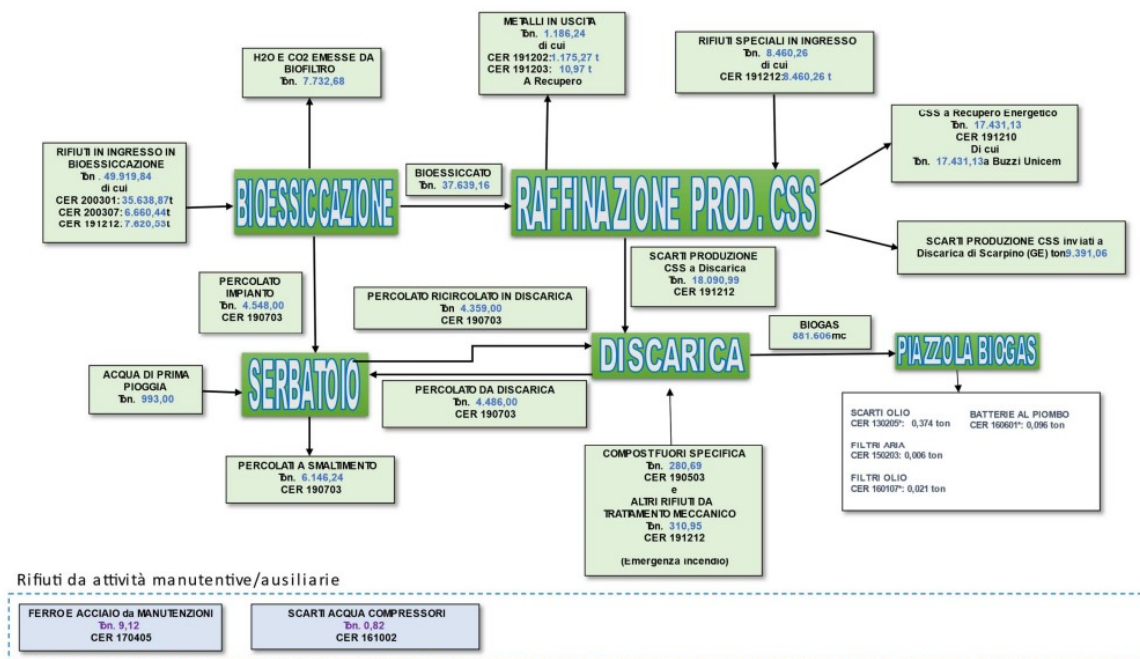 METALLI IN USCITA
Ton. 1.186,24
di cui
CER 191202:1.175,27 t
CER 191203: 10,97 t
A Recupero
RIFIUTI SPECIALI IN INGRESSO
Ton. 8.460,26
di cui
CER 191212:8.460,26 t
H2O E CO2 EMESSE DA
BIOFILTRO
Ton. 7.732,68
CSS a Recupero Energetico
Ton. 17.431,13
CER 191210
Di cui
Ton. 17.431,13a Buzzi Unicem
RIFIUTI IN INGRESSO IN
BIOESSICCAZIONE
Ton . 49.919,84
di cui
CER 200301: 35.638,87t
CER 200307: 6.660,44t
CER 191212: 7.620,53t
BIOESSICCAZIONE
BIOESSICCATO
Ton. 37.639,16
RAFFINAZIONE PROD. CSS
SCARTI PRODUZIONE CSS inviati a
Discarica di Scarpino (GE) ton9.391,06
SCARTI PRODUZIONE
CSS a Discarica
Ton. 18.090,99
CER 191212
PERCOLATO
IMPIANTO
Ton. 4.548,00
CER 190703
PERCOLATO RICIRCOLATO IN DISCARICA
Ton 4.359,00
CER 190703
BIOGAS
881.606mc
DISCARICA
PIAZZOLA BIOGAS
SERBATOIO
ACQUA DI PRIMA
PIOGGIA
Ton. 993,00
PERCOLATO DA DISCARICA
Ton. 4.486,00
CER 190703
SCARTI OLIO
CER 130205*: 0,374 ton
BATTERIE AL PIOMBO
CER 160601*: 0,096 ton
FILTRI ARIA
CER 150203: 0,006 ton
FILTRI OLIO
CER 160107*: 0,021 ton
PERCOLATI A SMALTIMENTO
Ton. 6.146,24
CER 190703
COMPOST FUORI SPECIFICA
Ton. 280,69
CER 190503
e
ALTRI RIFIUTI DA
TRATTAMENTO MECCANICO
Ton. 310,95
CER 191212
(Emergenza incendio)
Rifiuti da attività manutentive/ausiliarie
FERRO E ACCIAIO da MANUTENZIONI
Ton. 9,12
CER 170405
SCARTI ACQUA COMPRESSORI
Ton. 0,82
CER 161002